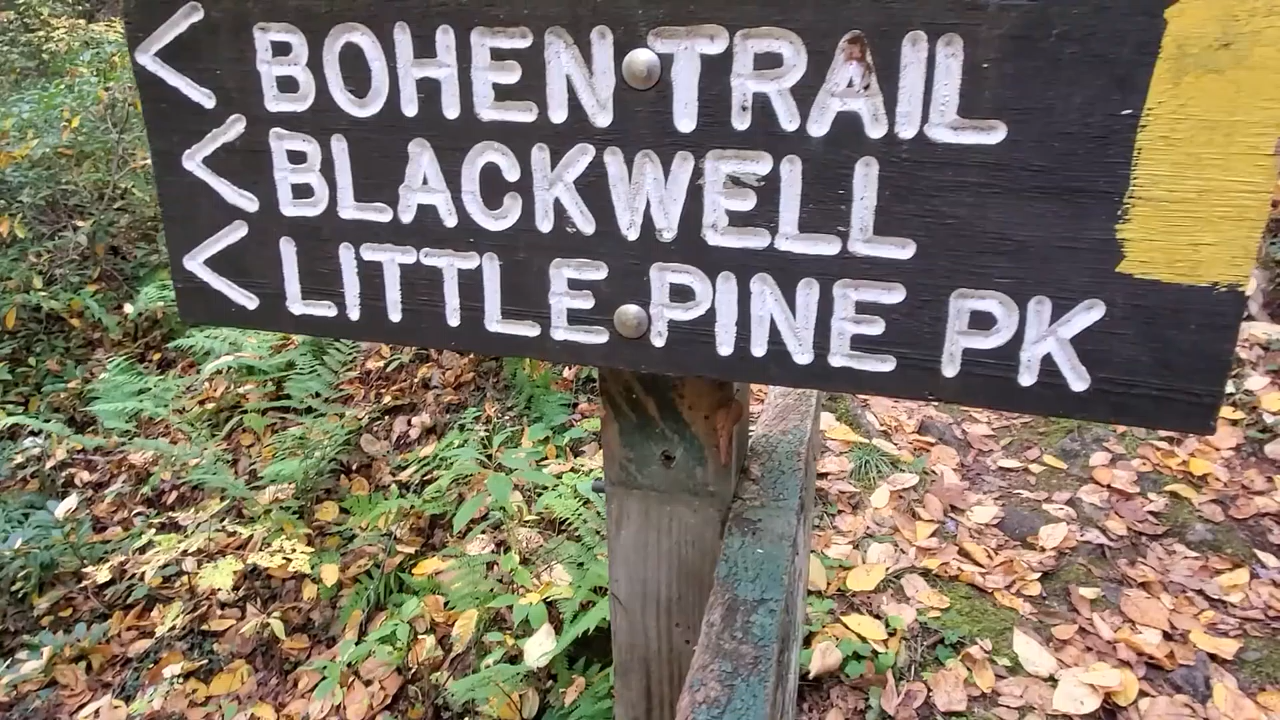 < BOHEN TRAIL
< BLACKWELL
< LITTLE PINE PK